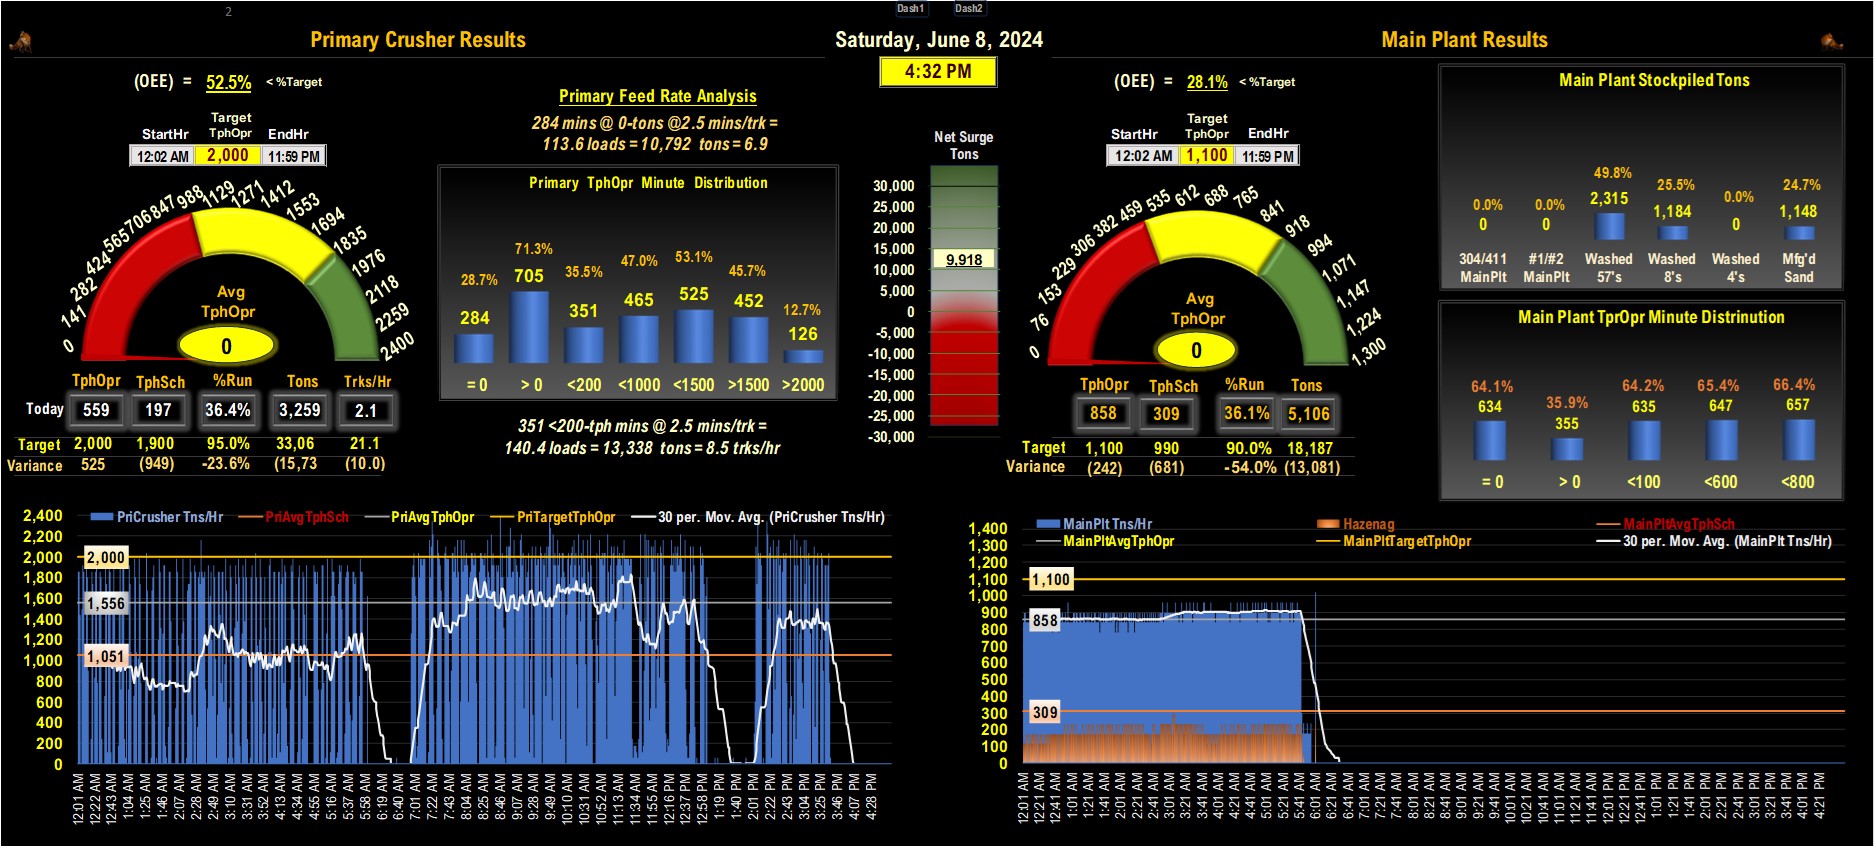 2
Dash1 Dash2
Primary Crusher Results
Saturday, June 8, 2024
Main Plant Results
4:32 PM
(OEE) = 52.5% < %Target
Target
StartHr TphOpr EndHr
12:02 AM 2,000 11:59 PM
0 141 282 424 565 706 847 988 1129 1271 1412 1553 1694 1835 1976 2118 2259 2400
Avg
TphOpr
0
TphOpr TphSch %Run Tons Trks/Hr
Today 559 197 36.4% 3,259 2.1
Target 2,000 1,900 95.0% 33,06 21.1
Variance 525 (949) -23.6% (15,73 (10.0)
Primary Feed Rate Analysis
284 mins @ 0-tons @2.5 mins/trk =
113.6 loads = 10,792 tons = 6.9
Primary TphOpr Minute Distribution
28.7% 71.3% 35.5% 47.0% 53.1% 45.7% 12.7%
284 705 351 465 525 452 126
= 0 > 0 <200 <1000 <1500 >1500 >2000
351 <200-tph mins @ 2.5 mins/trk =
140.4 loads = 13,338 tons = 8.5 trks/hr
Net Surge
Tons
30,000
25,000
20,000
15,000
9,918
10,000
5,000
0
-5,000
-10,000
-15,000
-20,000
-25,000
-30,000
(OEE) = 28.1% < %Target
Target
StartHr TphOpr EndHr
12:02 AM 1,100 11:59 PM
0 76 153 229 306 382 459 535 612 688 765 841 918 994 1,071 1,147 1,224 1,300
Avg
TphOpr
0
TphOpr TphSch %Run Tons
858 309 36.1% 5,106
Target 1,100 990 90.0% 18,187
Variance (242) (681) -54.0% (13,081)
Main Plant Stockpiled Tons
0.0% 0.0% 49.8% 25.5% 0.0% 24.7%
0 0 2,315 1,184 0 1,148
304/411 #1/#2 Washed Washed Washed Mfg'd
MainPlt MainPlt 57's 8's 4's Sand
Main Plant TprOpr Minute Distrinution
64.1% 35.9% 64.2% 65.4% 66.4%
634 355 635 647 657
= 0 > 0 <100 <600 <800
PriCrusher Tns/Hr PriAvgTphSch PriAvgTphOpr PriTargetTphOpr 30 per. Mov. Avg. (PriCrusher Tns/Hr)
2,400
2,200
2,000
1,800
1,600
1,400
1,200
1,000
800
600
400
200
0
2,000
1,556
1,051
12:01 AM 12:22 AM 12:43 AM 1:04 AM 1:25 AM 1:46 AM 2:07 AM 2:28 AM 2:49 AM 3:10 AM 3:31 AM 3:52 AM 4:13 AM 4:34 AM 4:55 AM 5:16 AM 5:37 AM 5:58 AM 6:19 AM 6:40 AM 7:01 AM 7:22 AM 7:43 AM 8:04 AM 8:25 AM 8:46 AM 9:07 AM 9:28 AM 9:49 AM 10:10 AM 10:31 AM 10:52 AM 11:13 AM 11:34 AM 11:55 AM 12:16 PM 12:37 PM 12:58 PM 1:19 PM 1:40 PM 2:01 PM 2:22 PM 2:43 PM 3:04 PM 3:25 PM 3:46 PM 4:07 PM 4:28 PM
MainPlt Tns/Hr Hazenag MainPltAvgTphSch
MainPltAvgTphOpr MainPltTargetTphOpr 30 per. Mov. Avg. (MainPlt Tns/Hr)
1,400
1,300
1,200
1,100
1,000
900
800
700
600
500
400
300
200
100
0
1,100
858
309
12:01 AM 12:21 AM 12:41 AM 1:01 AM 1:21 AM 1:41 AM 2:01 AM 2:21 AM 2:41 AM 3:01 AM 3:21 AM 3:41 AM 4:01 AM 4:21 AM 4:41 AM 5:01 AM 5:21 AM 5:41 AM 6:01 AM 6:21 AM 6:41 AM 7:01 AM 7:21 AM 7:41 AM 8:01 AM 8:21 AM 8:41 AM 9:01 AM 9:21 AM 9:41 AM 10:01 AM 10:21 AM 10:41 AM 11:01 AM 11:21 AM 11:41 AM 12:01 PM 12:21 PM 12:41 PM 1:01 PM 1:21 PM 1:41 PM 2:01 PM 2:21 PM 2:41 PM 3:01 PM 3:21 PM 3:41 PM 4:01 PM 4:21 PM